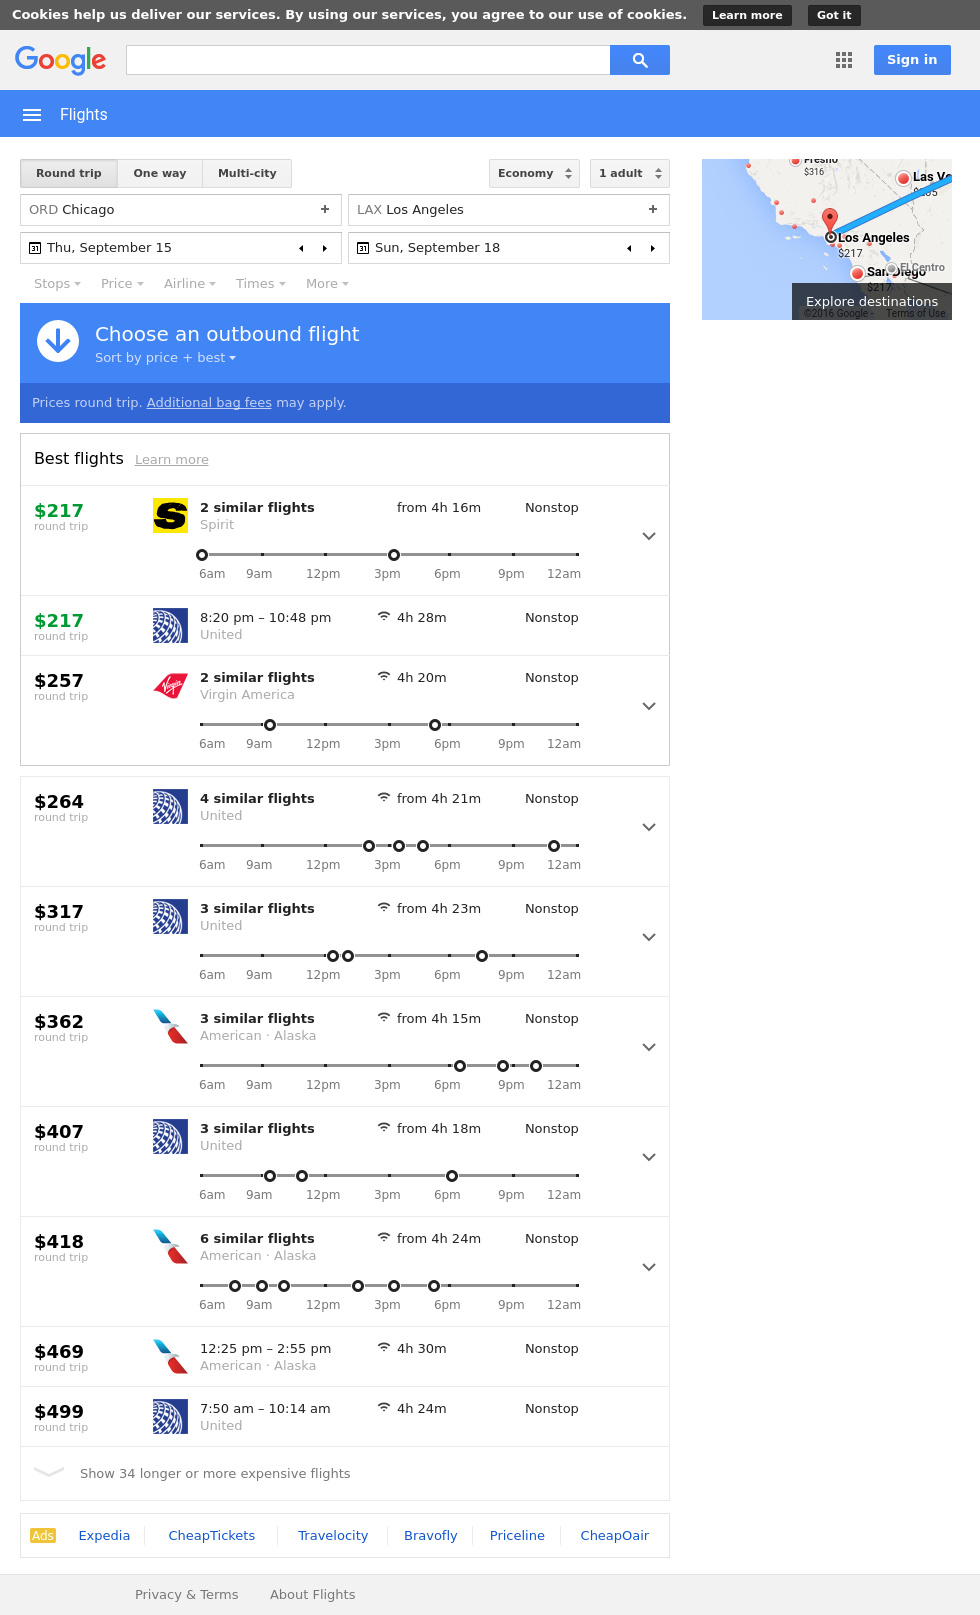 Cookies help us deliver our services. By using our services, you agree to our use of cookies. Learn more Got it
Google Sign in
Flights
Round trip One way Multi-city Economy 1 adult
ORD Chicago + LAX Los Angeles +
31 Thu, September 15 31 Sun, September 18
Stops Price Airline Times More
Fresno
$316
Las Ve
Los Angeles
$217
El Centro
San Diego
$217
Explore destinations
©2016 Google - Terms of Use
Choose an outbound flight
Sort by price + best
Prices round trip. Additional bag fees may apply.
Best flights Learn more
$217 2 similar flights from 4h 16m Nonstop
round trip Spirit
6am 9am 12pm 3pm 6pm 9pm 12am
$217 8:20 pm – 10:48 pm 4h 28m Nonstop
round trip United
$257 2 similar flights 4h 20m Nonstop
round trip Virgin America
6am 9am 12pm 3pm 6pm 9pm 12am
$264 4 similar flights from 4h 21m Nonstop
round trip United
6am 9am 12pm 3pm 6pm 9pm 12am
$317 3 similar flights from 4h 23m Nonstop
round trip United
6am 9am 12pm 3pm 6pm 9pm 12am
$362 3 similar flights from 4h 15m Nonstop
round trip American · Alaska
6am 9am 12pm 3pm 6pm 9pm 12am
$407 3 similar flights from 4h 18m Nonstop
round trip United
6am 9am 12pm 3pm 6pm 9pm 12am
$418 6 similar flights from 4h 24m Nonstop
round trip American · Alaska
6am 9am 12pm 3pm 6pm 9pm 12am
$469 12:25 pm – 2:55 pm 4h 30m Nonstop
round trip American · Alaska
$499 7:50 am – 10:14 am 4h 24m Nonstop
round trip United
Show 34 longer or more expensive flights
Ads Expedia CheapTickets Travelocity Bravofly Priceline CheapOair
Privacy & Terms About Flights